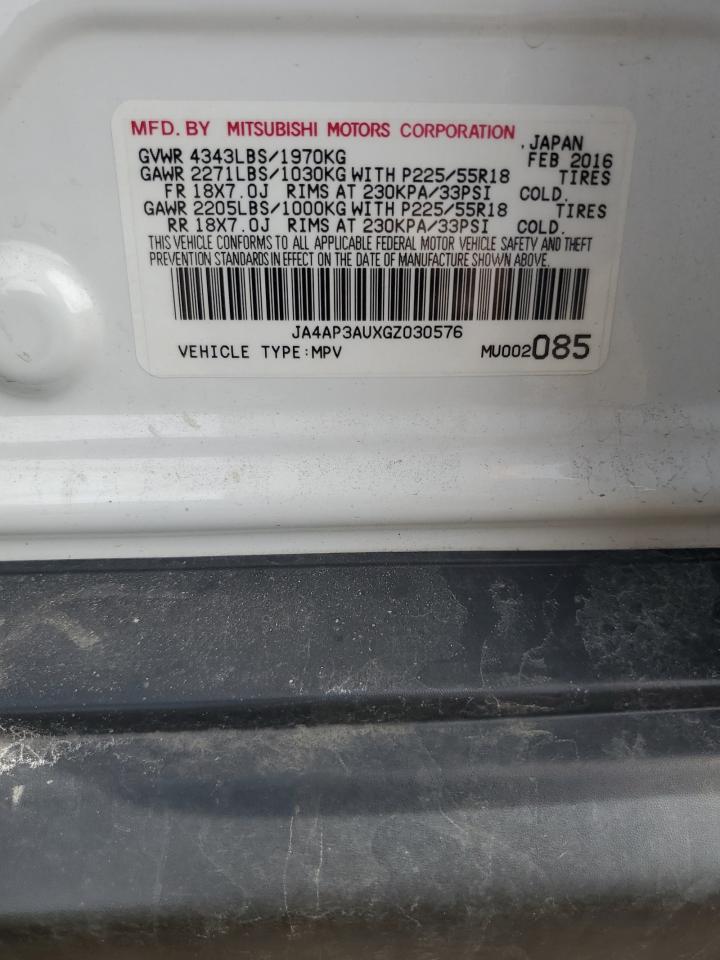 MFD. BY MITSUBISHI MOTORS CORPORATION , JAPAN
GVWR 4343LBS/1970KG FEB 2016
GAWR 2271LBS/1030KG WITH P225/55R18 TIRES
FR 18X7.0J RIMS AT 230KPA/33PSI COLD.
GAWR 2205LBS/1000KG WITH P225/55R18 TIRES
RR 18X7.0J RIMS AT 230KPA/33PSI COLD.
THIS VEHICLE CONFORMS TO ALL APPLICABLE FEDERAL MOTOR VEHICLE SAFETY AND THEFT
PREVENTION STANDARDS IN EFFECT ON THE DATE OF MANUFACTURE SHOWN ABOVE.
JA4AP3AUXGZ030576
VEHICLE TYPE:MPV MU002085